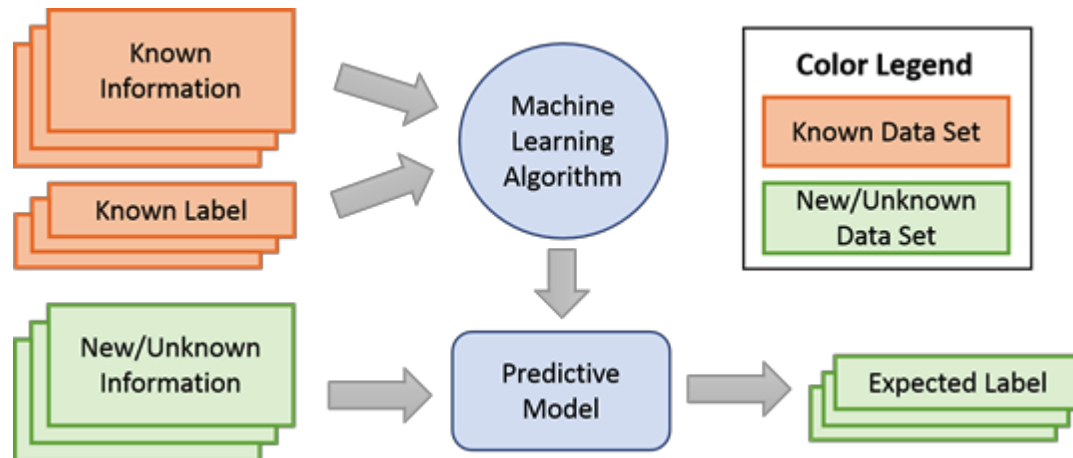 Known
Information
Known Label
New/Unknown
Information
Machine
Learning
Algorithm
Predictive
Model
Expected Label
Color Legend
Known Data Set
New/Unknown
Data Set